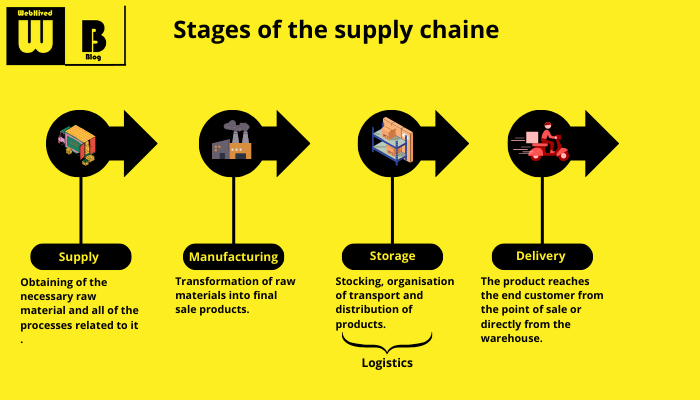 WebHived
W
B
Blog
Stages of the supply chaine
Supply
Obtaining of the
necessary raw
material and all of the
processes related to it
.
Manufacturing
Transformation of raw
materials into final
sale products.
Storage
Stocking, organisation
of transport and
distribution of
products.
Logistics
Delivery
The product reaches
the end customer from
the point of sale or
directly from the
warehouse.